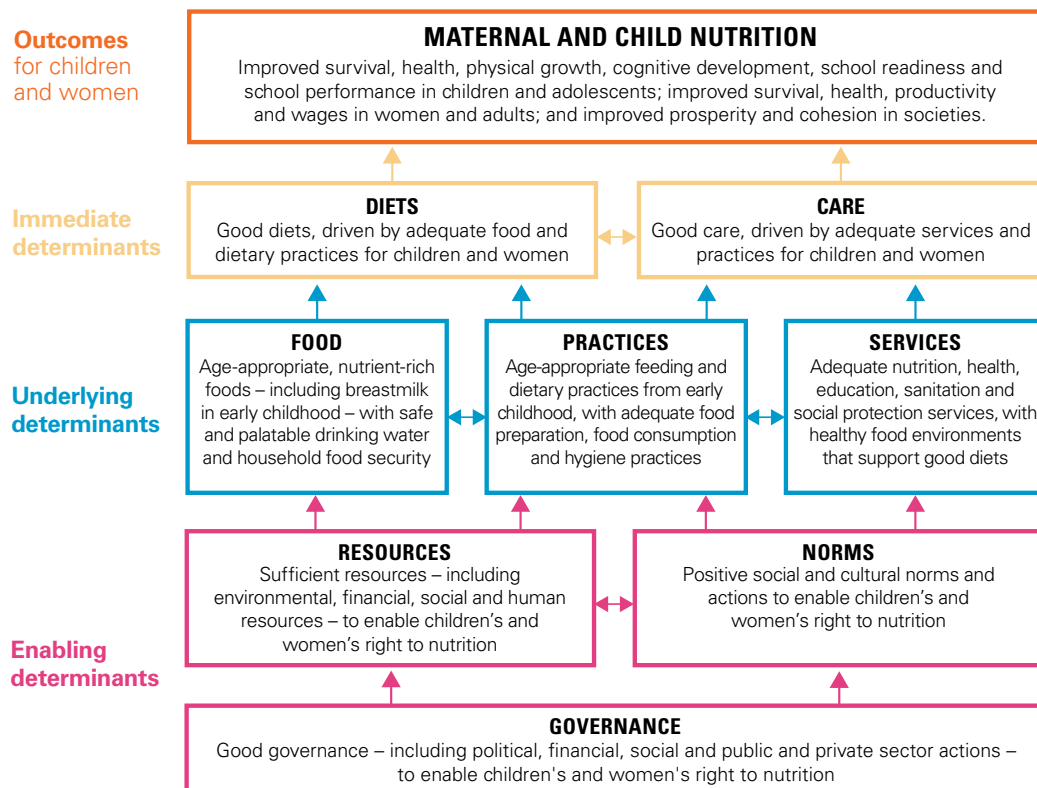 Outcomes
for children
and women
MATERNAL AND CHILD NUTRITION
Improved survival, health, physical growth, cognitive development, school readiness and
school performance in children and adolescents; improved survival, health, productivity
and wages in women and adults; and improved prosperity and cohesion in societies.
Immediate
determinants
DIETS
Good diets, driven by adequate food and
dietary practices for children and women
CARE
Good care, driven by adequate services and
practices for children and women
Underlying
determinants
FOOD
Age-appropriate, nutrient-rich
foods – including breastmilk
in early childhood – with safe
and palatable drinking water
and household food security
PRACTICES
Age-appropriate feeding and
dietary practices from early
childhood, with adequate food
preparation, food consumption
and hygiene practices
SERVICES
Adequate nutrition, health,
education, sanitation and
social protection services, with
healthy food environments
that support good diets
Enabling
determinants
RESOURCES
Sufficient resources – including
environmental, financial, social and human
resources – to enable children’s and
women’s right to nutrition
NORMS
Positive social and cultural norms and
actions to enable children’s and
women’s right to nutrition
GOVERNANCE
Good governance – including political, financial, social and public and private sector actions –
to enable children's and women's right to nutrition